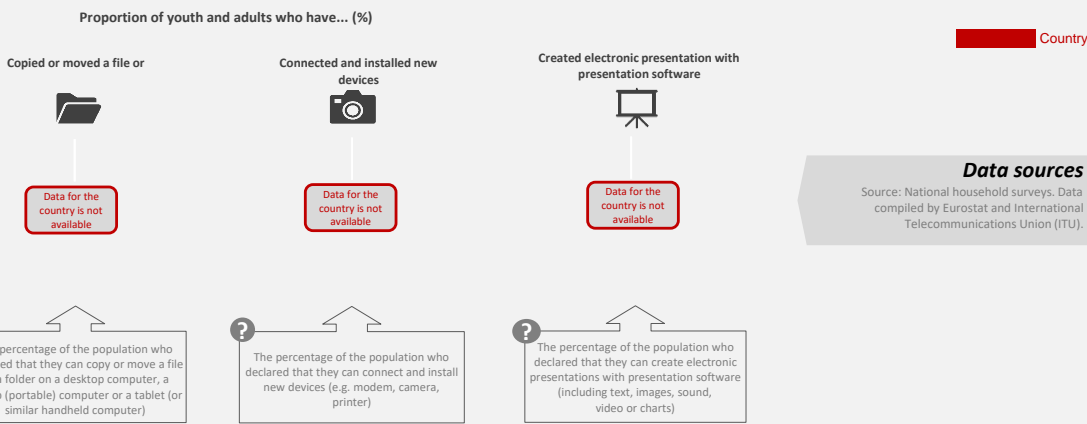 Proportion of youth and adults who have... (%)
Country
Copied or moved a file or
Connected and installed new
devices
Created electronic presentation with
presentation software
Data for the
country is not
available
Data for the
country is not
available
Data for the
country is not
available
Data sources
Source: National household surveys. Data
compiled by Eurostat and International
Telecommunications Union (ITU).
percentage of the population who
ed that they can copy or move a file
folder on a desktop computer, a
(portable) computer or a tablet (or
similar handheld computer)
?
The percentage of the population who
declared that they can connect and install
new devices (e.g. modem, camera,
printer)
?
The percentage of the population who
declared that they can create electronic
presentations with presentation software
(including text, images, sound,
video or charts)